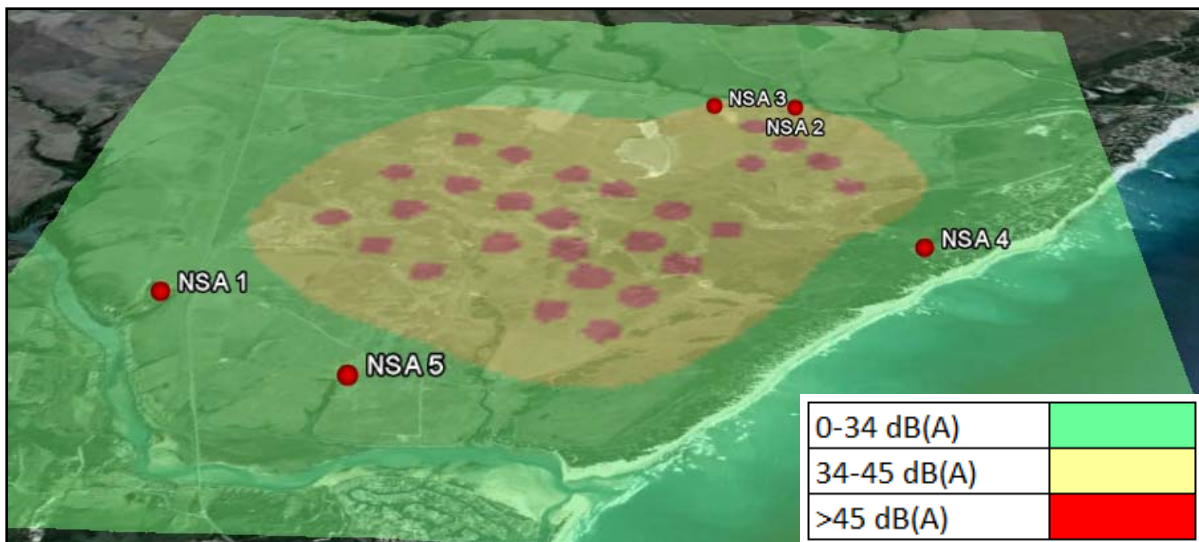 NSA 3
NSA 2
NSA 4
NSA 1
NSA 5
0-34 dB(A)
34-45 dB(A)
>45 dB(A)